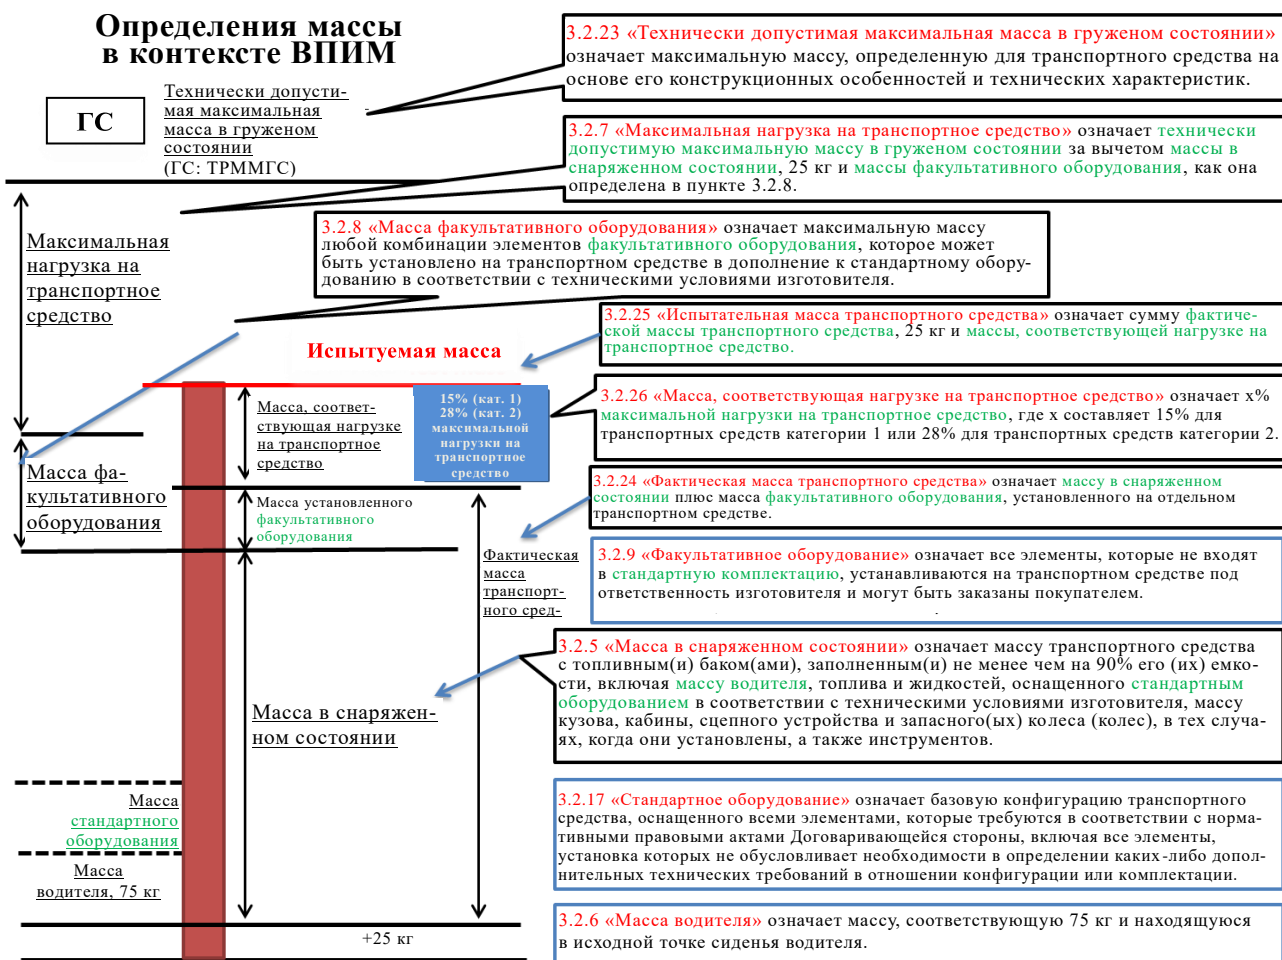 Определения массы
в контексте ВПИМ
ГС
Технически допусти-
мая максимальная
масса в груженом
состоянии
(ГС: ТРММГС)
3.2.23 «Технически допустимая максимальная масса в груженом состоянии»
означает максимальную массу, определенную для транспортного средства на
основе его конструкционных особенностей и технических характеристик.
3.2.7 «Максимальная нагрузка на транспортное средство» означает технически
допустимую максимальную массу в груженом состоянии за вычетом массы в
снаряженном состоянии, 25 кг и массы факультативного оборудования, как она
определена в пункте 3.2.8.
Максимальная
нагрузка на
транспортное
средство
3.2.8 «Масса факультативного оборудования» означает максимальную массу
любой комбинации элементов факультативного оборудования, которое может
быть установлено на транспортном средстве в дополнение к стандартному обору-
дованию в соответствии с техническими условиями изготовителя.
3.2.25 «Испытательная масса транспортного средства» означает сумму фактиче-
ской массы транспортного средства, 25 кг и массы, соответствующей нагрузке на
транспортное средство.
Испытуемая масса
Масса, соответ-
ствующая нагрузке
на транспортное
средство
15% (кат. 1)
28% (кат. 2)
максимальной
нагрузки на
транспортное
средство
3.2.26 «Масса, соответствующая нагрузке на транспортное средство» означает x%
максимальной нагрузки на транспортное средство, где x составляет 15% для
транспортных средств категории 1 или 28% для транспортных средств категории 2.
Масса фа-
культативного
оборудования
Масса установленного
факультативного
оборудования
3.2.24 «Фактическая масса транспортного средства» означает массу в снаряженном
состоянии плюс масса факультативного оборудования, установленного на отдельном
транспортном средстве.
Фактическая
масса
транспорт-
ного сред-
3.2.9 «Факультативное оборудование» означает все элементы, которые не входят
в стандартную комплектацию, устанавливаются на транспортном средстве под
ответственность изготовителя и могут быть заказаны покупателем.
3.2.5 «Масса в снаряженном состоянии» означает массу транспортного средства
с топливным(и) баком(ами), заполненным(и) не менее чем на 90% его (их) емко-
сти, включая массу водителя, топлива и жидкостей, оснащенного стандартным
оборудованием в соответствии с техническими условиями изготовителя, массу
кузова, кабины, сцепного устройства и запасного(ых) колеса (колес), в тех случа-
ях, когда они установлены, а также инструментов.
Масса в снаряжен-
ном состоянии
Масса
стандартного
оборудования
Масса
водителя, 75 кг
3.2.17 «Стандартное оборудование» означает базовую конфигурацию транспортного
средства, оснащенного всеми элементами, которые требуются в соответствии с норма-
тивными правовыми актами Договаривающейся стороны, включая все элементы,
установка которых не обусловливает необходимости в определении каких-либо допол-
нительных технических требований в отношении конфигурации или комплектации.
3.2.6 «Масса водителя» означает массу, соответствующую 75 кг и находящуюся
в исходной точке сиденья водителя.
+25 кг